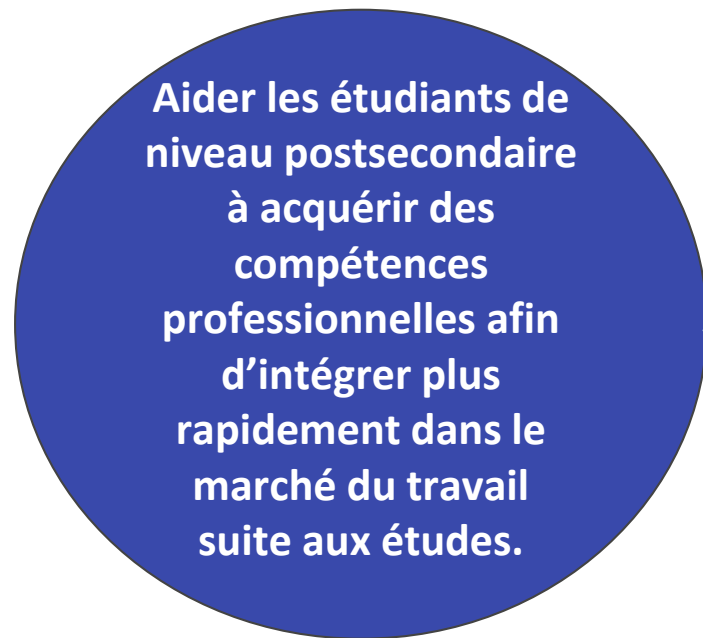 Aider les étudiants de
niveau postsecondaire
à acquérir des
compétences
professionnelles afin
d’intégrer plus
rapidement dans le
marché du travail
suite aux études.